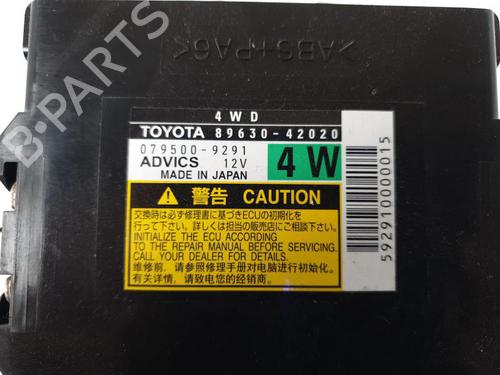 >ABS+PA6<
B-PARTS
4WD
TOYOTA 89630-42020
079500-9291
ADVICS 12V
MADE IN JAPAN
4W
592910000015
警告 CAUTION
交換時は必ず修理書に基づきECUの初期化を
行って下さい。詳しくは担当の販売店にご相談下さい。
INITIALIZE THE ECU ACCORDING
TO THE REPAIR MANUAL BEFORE SERVICING.
CALL YOUR DEALER FOR DETAILS.
维修前，请参照修理手册对电脑进行初始化。
有关详情，请致电您的经销商。